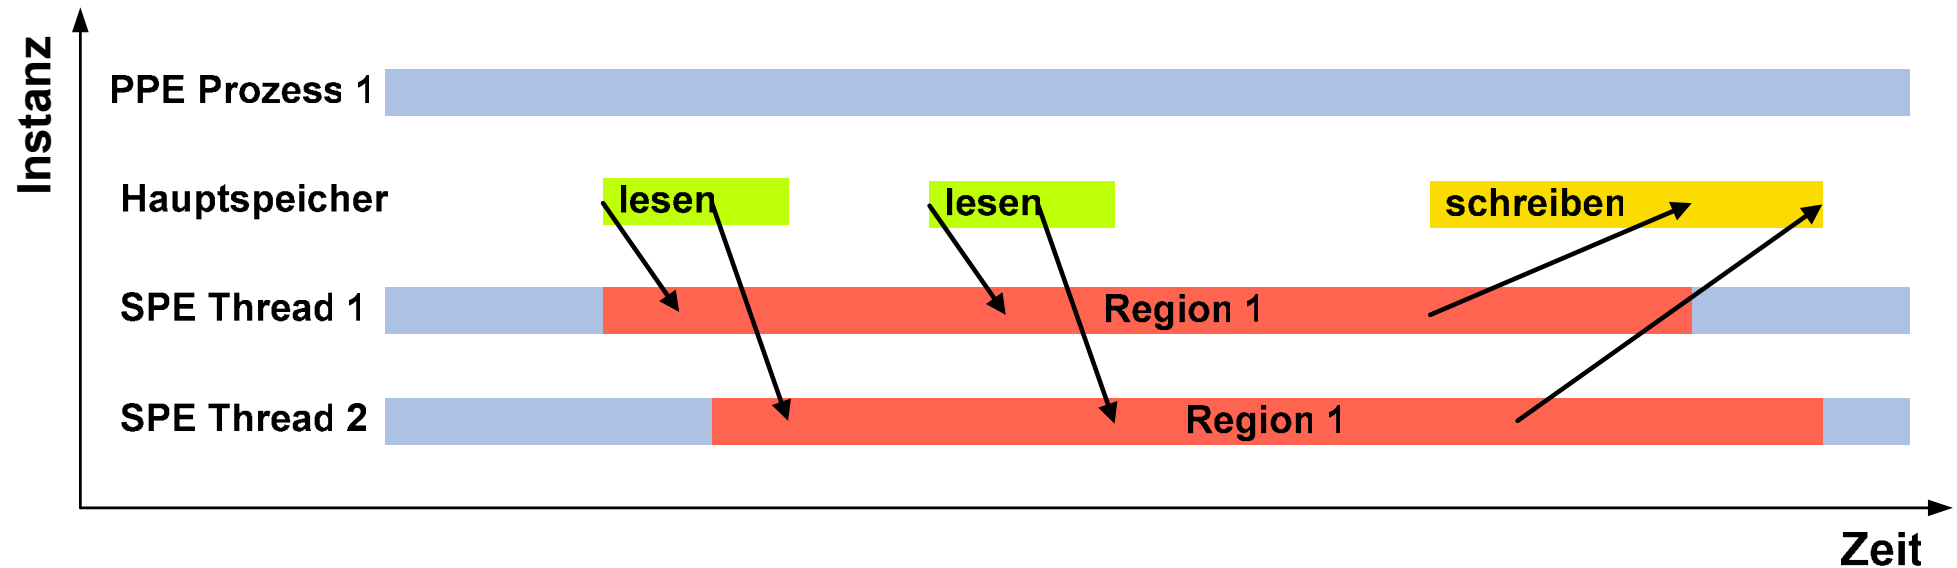 Instanz
PPE Prozess 1
Hauptspeicher
lesen
lesen
schreiben
SPE Thread 1
Region 1
SPE Thread 2
Region 1
Zeit